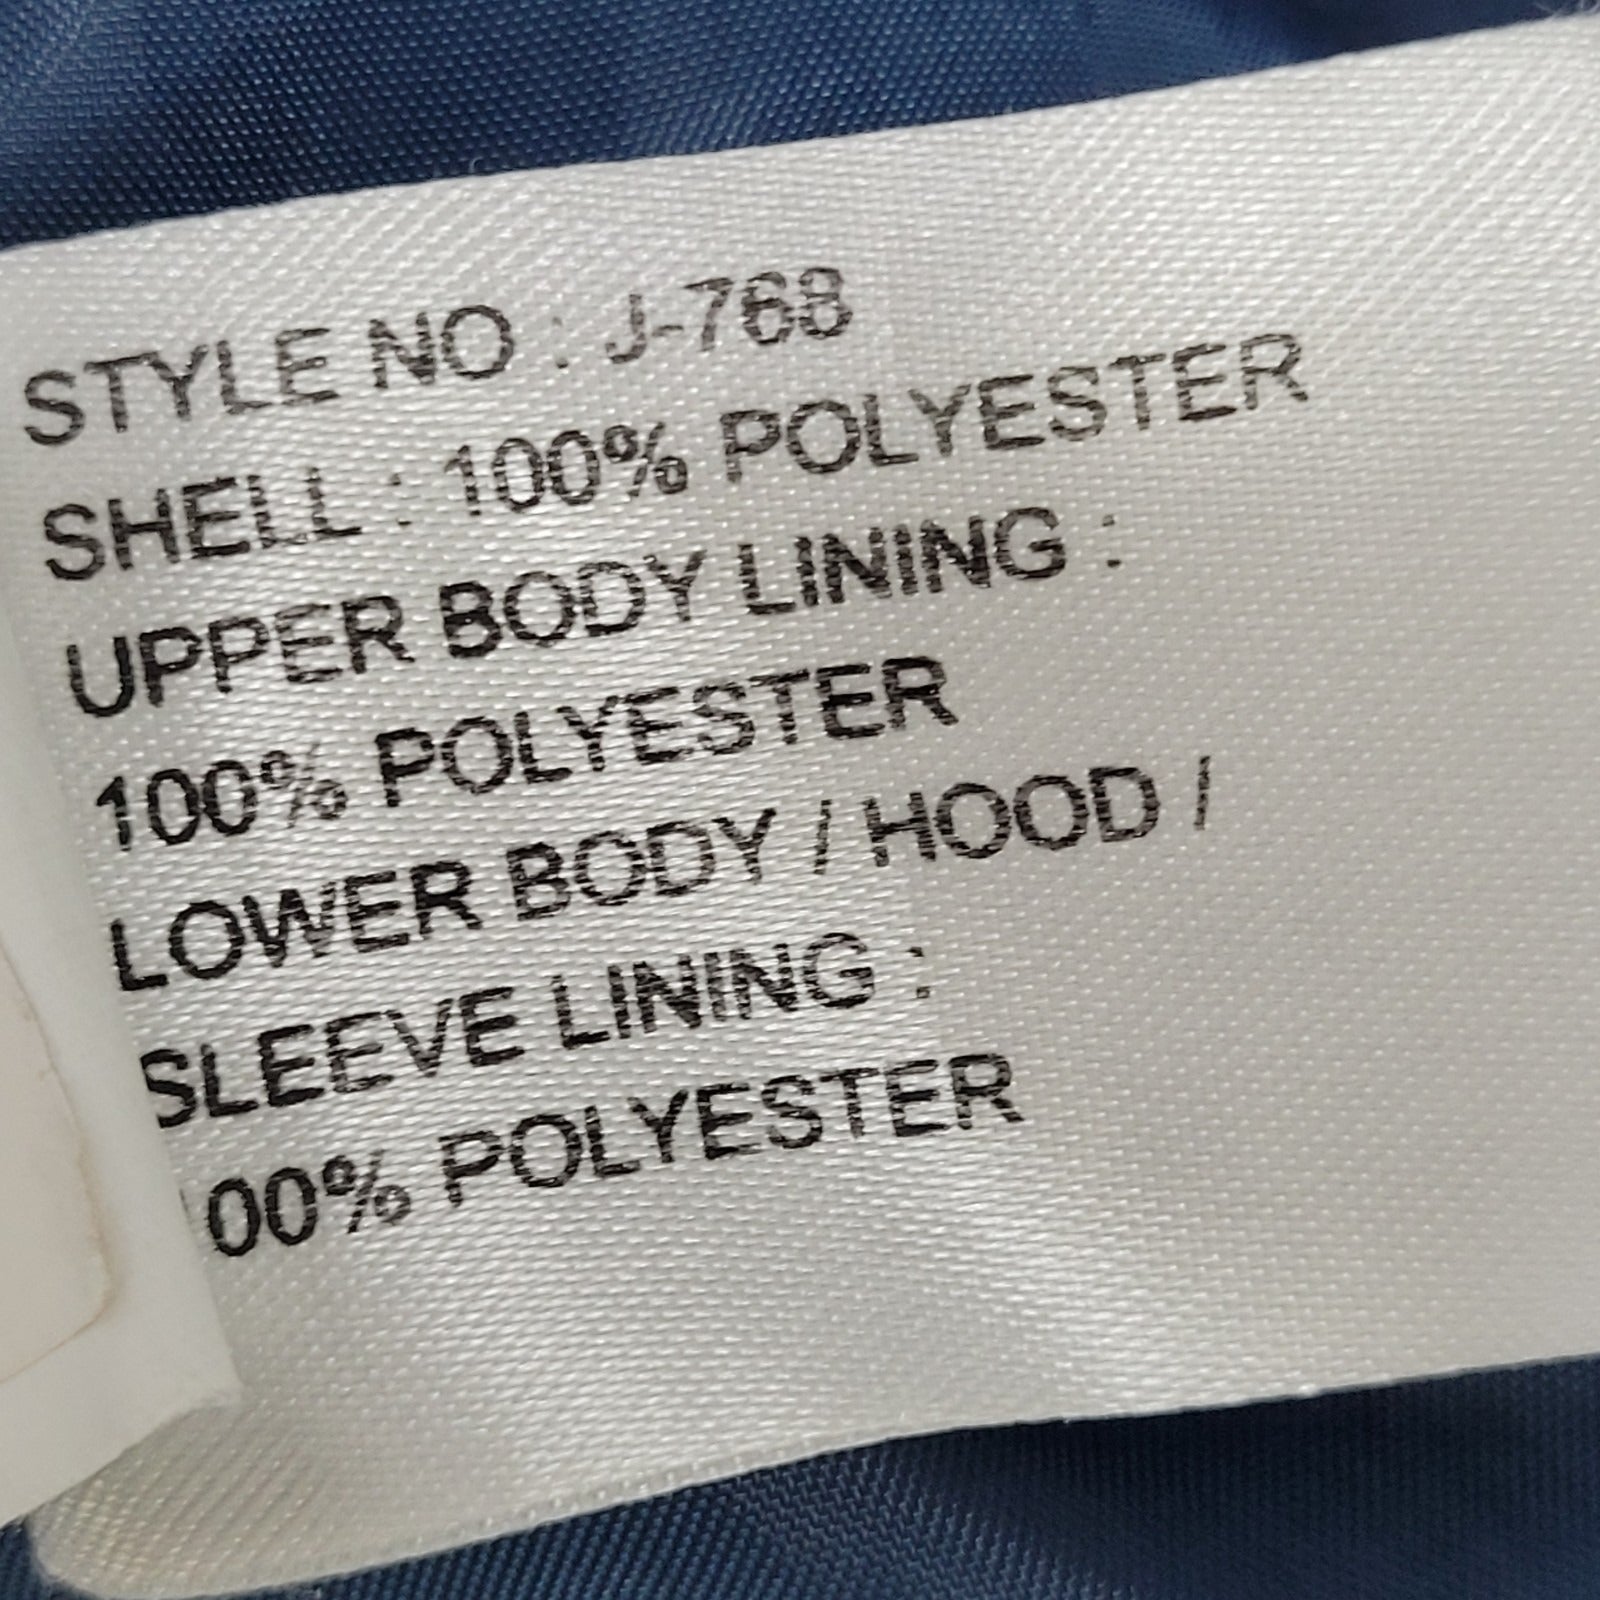 STYLE NO : J-768
SHELL : 100% POLYESTER
UPPER BODY LINING :
100% POLYESTER
LOWER BODY / HOOD /
SLEEVE LINING :
100% POLYESTER